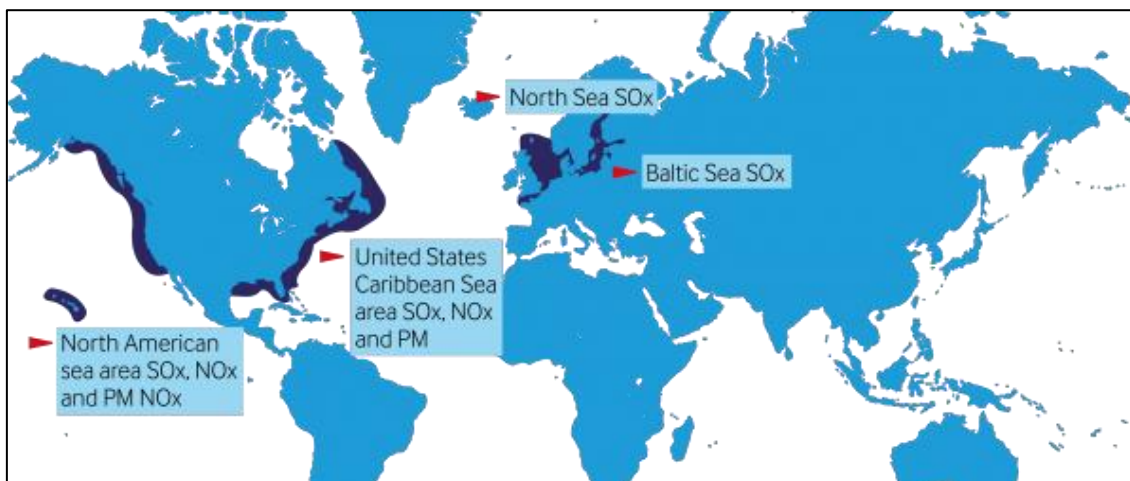 North Sea SOx
Baltic Sea SOx
United States
Caribbean Sea
area SOx, NOx
and PM
North American
sea area SOx, NOx
and PM NOx